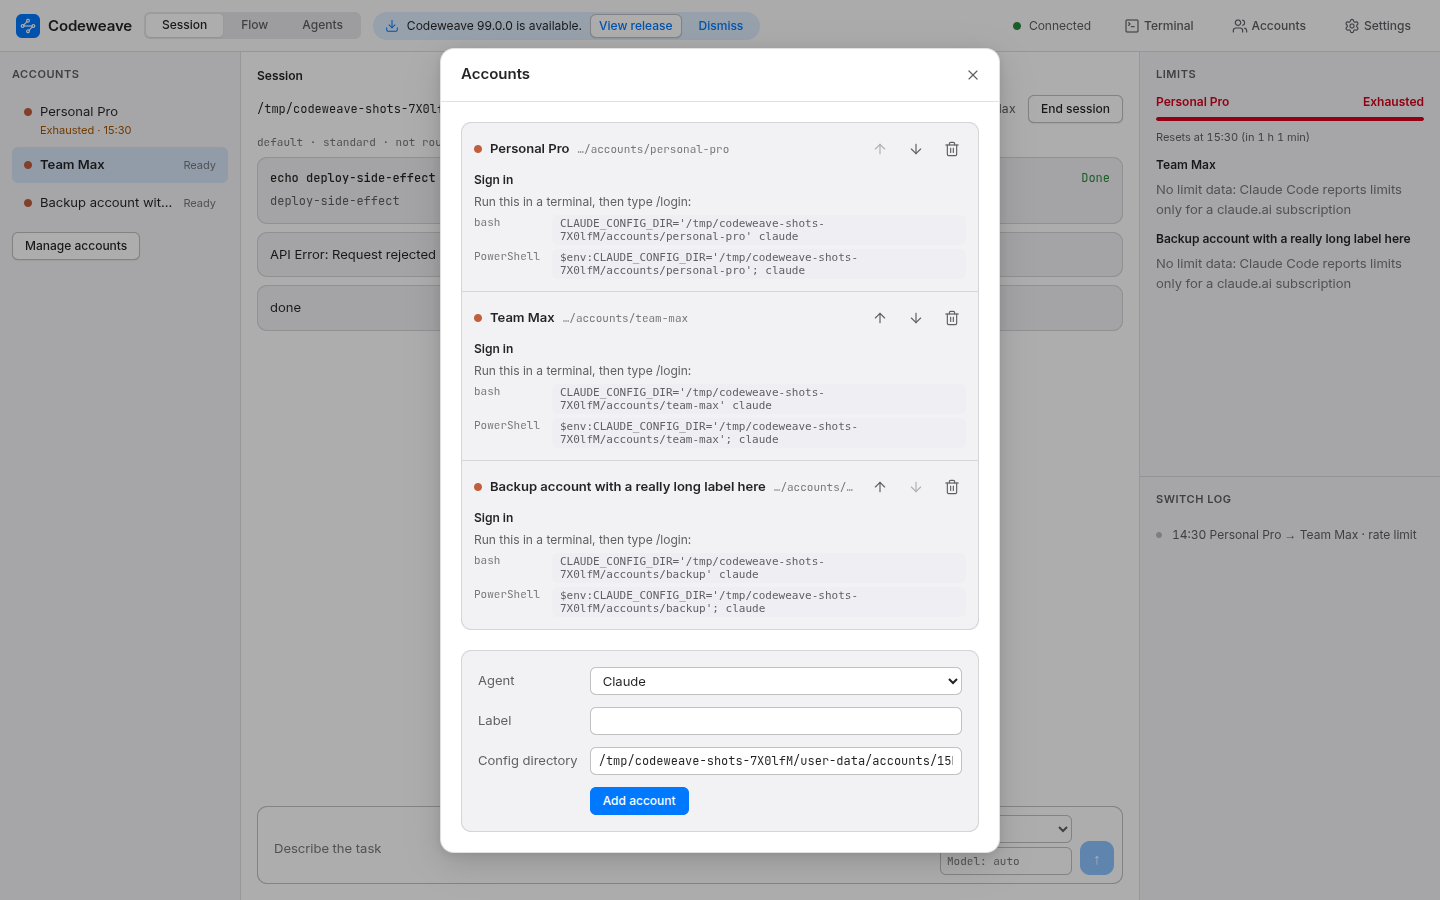 Codeweave
Session
Flow
Agents
Codeweave 99.0.0 is available.
View release
Dismiss
Connected
Terminal
Accounts
Settings
ACCOUNTS
Personal Pro
Exhausted · 15:30
Team Max
Ready
Backup account wit...
Ready
Manage accounts
Session
/tmp/codeweave-shots-7X0lf
End session
default · standard · not rou
echo deploy-side-effect
Done
deploy-side-effect
API Error: Request rejected
done
Describe the task
Model: auto
↑
Accounts
Personal Pro
…/accounts/personal-pro
Sign in
Run this in a terminal, then type /login:
bash
CLAUDE_CONFIG_DIR='/tmp/codeweave-shots-
7X0lfM/accounts/personal-pro' claude
PowerShell
$env:CLAUDE_CONFIG_DIR='/tmp/codeweave-shots-
7X0lfM/accounts/personal-pro'; claude
Team Max
…/accounts/team-max
Sign in
Run this in a terminal, then type /login:
bash
CLAUDE_CONFIG_DIR='/tmp/codeweave-shots-
7X0lfM/accounts/team-max' claude
PowerShell
$env:CLAUDE_CONFIG_DIR='/tmp/codeweave-shots-
7X0lfM/accounts/team-max'; claude
Backup account with a really long label here
…/accounts/…
Sign in
Run this in a terminal, then type /login:
bash
CLAUDE_CONFIG_DIR='/tmp/codeweave-shots-
7X0lfM/accounts/backup' claude
PowerShell
$env:CLAUDE_CONFIG_DIR='/tmp/codeweave-shots-
7X0lfM/accounts/backup'; claude
Agent
Claude
Label
Config directory
/tmp/codeweave-shots-7X0lfM/user-data/accounts/15
Add account
LIMITS
Personal Pro
Exhausted
Resets at 15:30 (in 1 h 1 min)
Team Max
No limit data: Claude Code reports limits
only for a claude.ai subscription
Backup account with a really long label here
No limit data: Claude Code reports limits
only for a claude.ai subscription
SWITCH LOG
14:30 Personal Pro → Team Max · rate limit